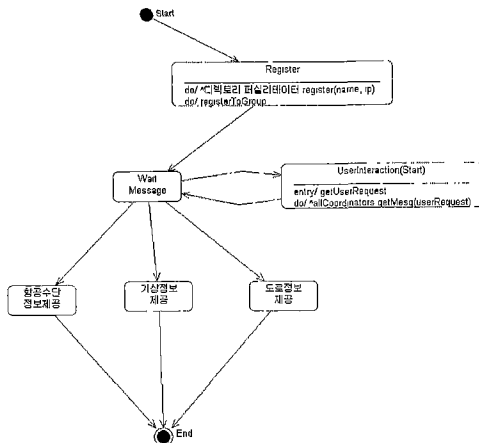 Start
Register
do/ ^디렉토리 퍼실리테이터 register(name, ip)
do/ registerToGroup
Wait
Message
UserInteraction(Start)
entry/ getUserRequest
do/ ^allCoordinators getMesg(userRequest)
항공수단
정보제공
기상정보
제공
도로정보
제공
End